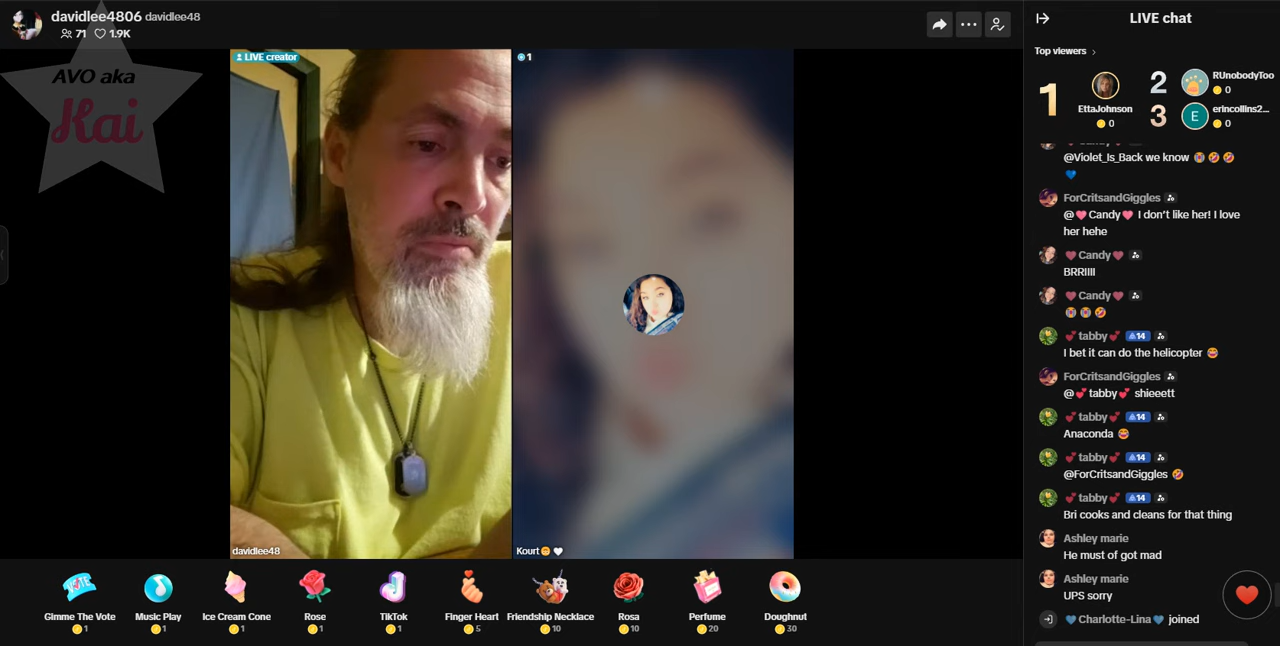 davidlee4806 davidlee48
71 1.9K
AVO aka
Kai
LIVE creator
1
davidlee48
Kourt
Gimme The Vote
1
Music Play
1
Ice Cream Cone
1
Rose
1
TikTok
1
Finger Heart
5
Friendship Necklace
10
Rosa
10
Perfume
20
Doughnut
30
LIVE chat
Top viewers >
1
EttaJohnson
0
2
RUnobodyToo
0
3
E
erincollins2...
0
@Violet_Is_Back we know 😭🤣🤣
💙
ForCritsandGiggles
@💗Candy💗 I don't like her! I love
her hehe
💗Candy💗
BRRIIII
💗Candy💗
😭😭🤣
💕tabby💕 14
I bet it can do the helicopter 😂
ForCritsandGiggles
@💕tabby💕 shieeett
💕tabby💕 14
Anaconda 😂
💕tabby💕 14
@ForCritsandGiggles 🤣
💕tabby💕 14
Bri cooks and cleans for that thing
Ashley marie
He must of got mad
Ashley marie
UPS sorry
💙Charlotte-Lina💙 joined